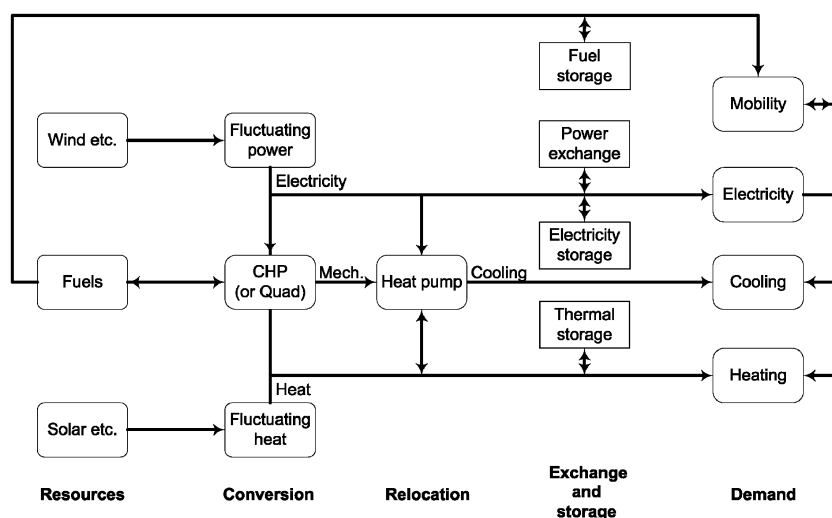 Fuel
storage
Mobility
Wind etc.
Fluctuating
power
Power
exchange
Electricity
Electricity
Electricity
storage
Fuels
CHP
(or Quad)
Mech.
Heat pump
Cooling
Cooling
Thermal
storage
Heating
Heat
Solar etc.
Fluctuating
heat
Resources
Conversion
Relocation
Exchange
and
storage
Demand